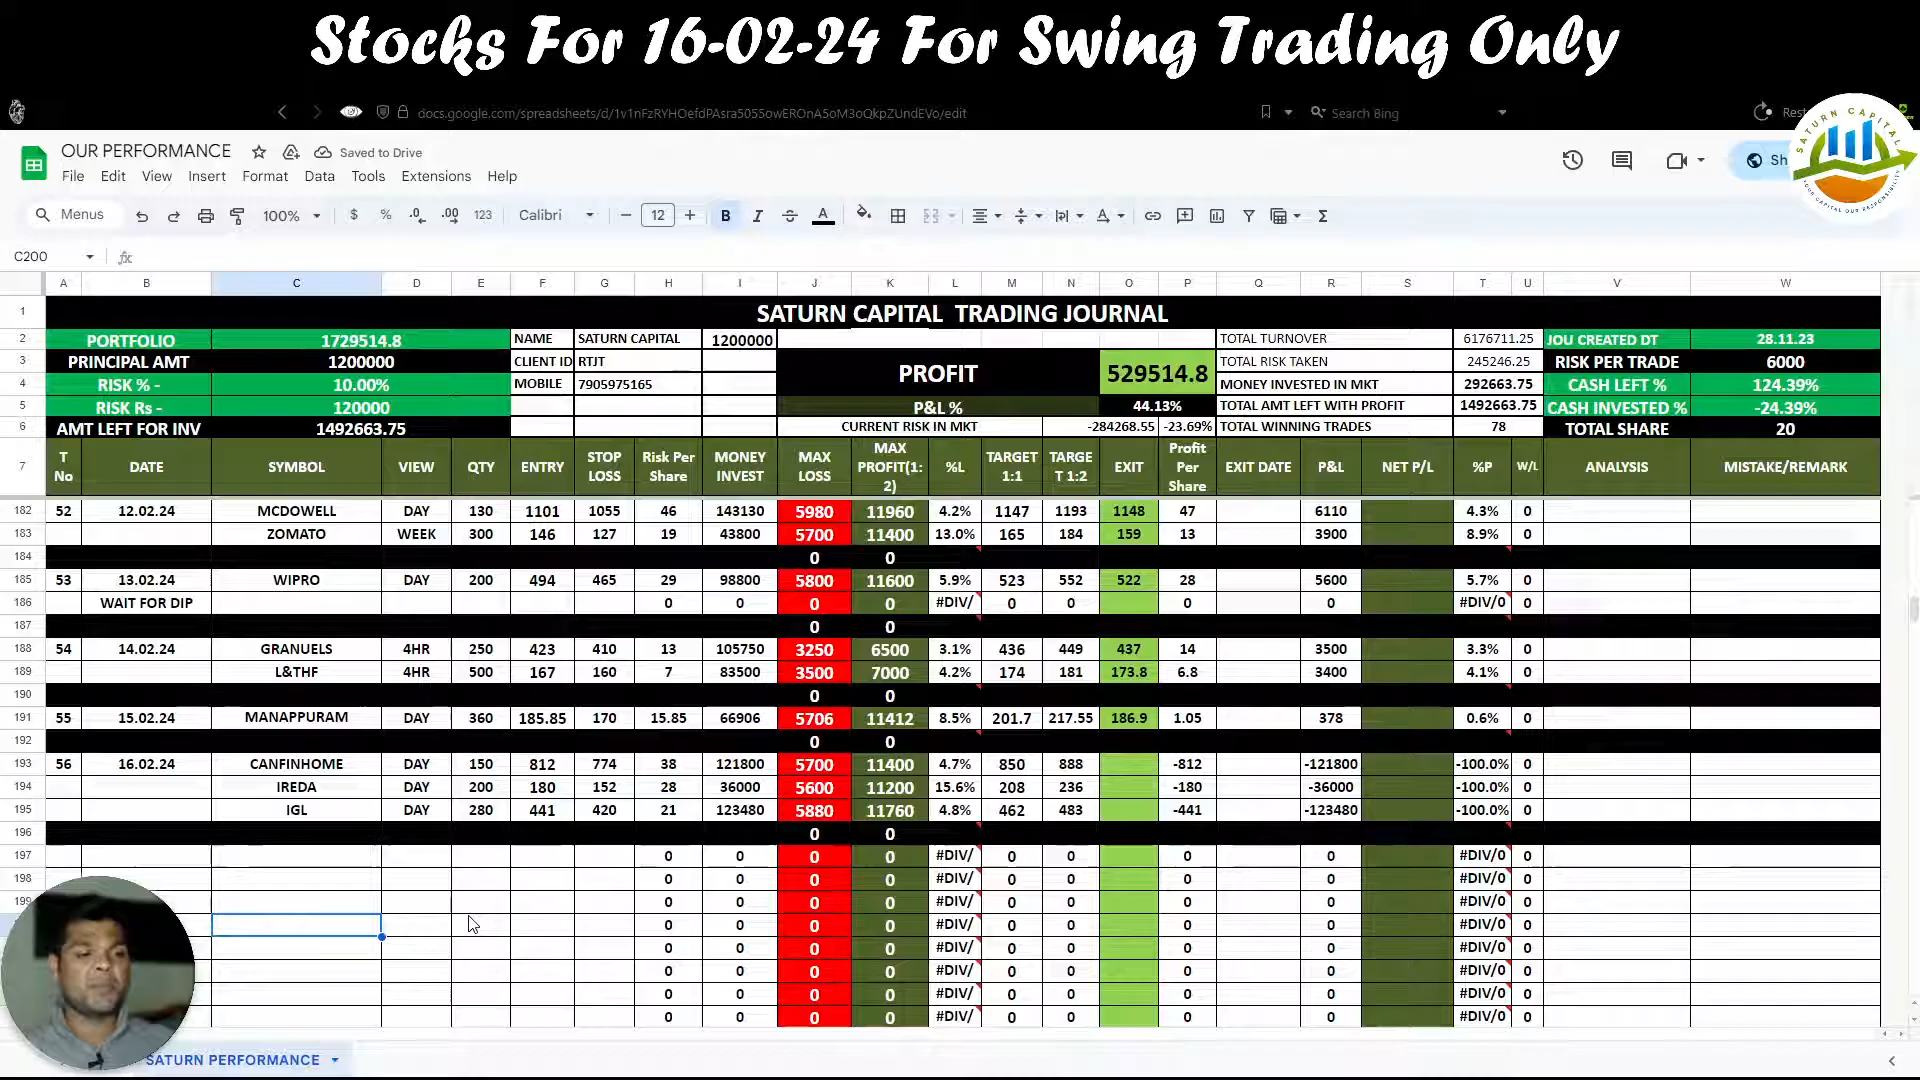 Stocks For 16-02-24 For Swing Trading Only
docs.google.com/spreadsheets/d/1v1nFzRYHOefdPAsra505SowEROnA5oM3oQkpZUndEVo/edit
Search Bing
Rest
SATURN CAPITAL
YOUR CAPITAL OUR RESPONSIBILITY
OUR PERFORMANCE Saved to Drive
Sh
File Edit View Insert Format Data Tools Extensions Help
Menus 100% $ % .0 .00 123 Calibri 12 B I A
C200 fx
A B C D E F G H I J K L M N O P Q R S T U V W
1 SATURN CAPITAL TRADING JOURNAL
2 PORTFOLIO 1729514.8 NAME SATURN CAPITAL 1200000 TOTAL TURNOVER 6176711.25 JOU CREATED DT 28.11.23
3 PRINCIPAL AMT 1200000 CLIENT ID RTJT PROFIT 529514.8 TOTAL RISK TAKEN 245246.25 RISK PER TRADE 6000
4 RISK % - 10.00% MOBILE 7905975165 MONEY INVESTED IN MKT 292663.75 CASH LEFT % 124.39%
5 RISK Rs - 120000 P&L % 44.13% TOTAL AMT LEFT WITH PROFIT 1492663.75 CASH INVESTED % -24.39%
6 AMT LEFT FOR INV 1492663.75 CURRENT RISK IN MKT -284268.55 -23.69% TOTAL WINNING TRADES 78 TOTAL SHARE 20
7 T No DATE SYMBOL VIEW QTY ENTRY STOP LOSS Risk Per Share MONEY INVEST MAX LOSS MAX PROFIT(1:2) %L TARGET 1:1 TARGE T 1:2 EXIT Profit Per Share EXIT DATE P&L NET P/L %P W/L ANALYSIS MISTAKE/REMARK
182 52 12.02.24 MCDOWELL DAY 130 1101 1055 46 143130 5980 11960 4.2% 1147 1193 1148 47 6110 4.3% 0
183 ZOMATO WEEK 300 146 127 19 43800 5700 11400 13.0% 165 184 159 13 3900 8.9% 0
184 0 0
185 53 13.02.24 WIPRO DAY 200 494 465 29 98800 5800 11600 5.9% 523 552 522 28 5600 5.7% 0
186 WAIT FOR DIP 0 0 0 0 #DIV/ 0 0 0 0 #DIV/0 0
187 0 0
188 54 14.02.24 GRANUELS 4HR 250 423 410 13 105750 3250 6500 3.1% 436 449 437 14 3500 3.3% 0
189 L&THF 4HR 500 167 160 7 83500 3500 7000 4.2% 174 181 173.8 6.8 3400 4.1% 0
190 0 0
191 55 15.02.24 MANAPPURAM DAY 360 185.85 170 15.85 66906 5706 11412 8.5% 201.7 217.55 186.9 1.05 378 0.6% 0
192 0 0
193 56 16.02.24 CANFINHOME DAY 150 812 774 38 121800 5700 11400 4.7% 850 888 -812 -121800 -100.0% 0
194 IREDA DAY 200 180 152 28 36000 5600 11200 15.6% 208 236 -180 -36000 -100.0% 0
195 IGL DAY 280 441 420 21 123480 5880 11760 4.8% 462 483 -441 -123480 -100.0% 0
196 0 0
197 0 0 0 0 #DIV/ 0 0 0 0 #DIV/0 0
198 0 0 0 0 #DIV/ 0 0 0 0 #DIV/0 0
199 0 0 0 0 #DIV/ 0 0 0 0 #DIV/0 0
0 0 0 0 #DIV/ 0 0 0 0 #DIV/0 0
0 0 0 0 #DIV/ 0 0 0 0 #DIV/0 0
0 0 0 0 #DIV/ 0 0 0 0 #DIV/0 0
0 0 0 0 #DIV/ 0 0 0 0 #DIV/0 0
0 0 0 0 #DIV/ 0 0 0 0 #DIV/0 0
SATURN PERFORMANCE